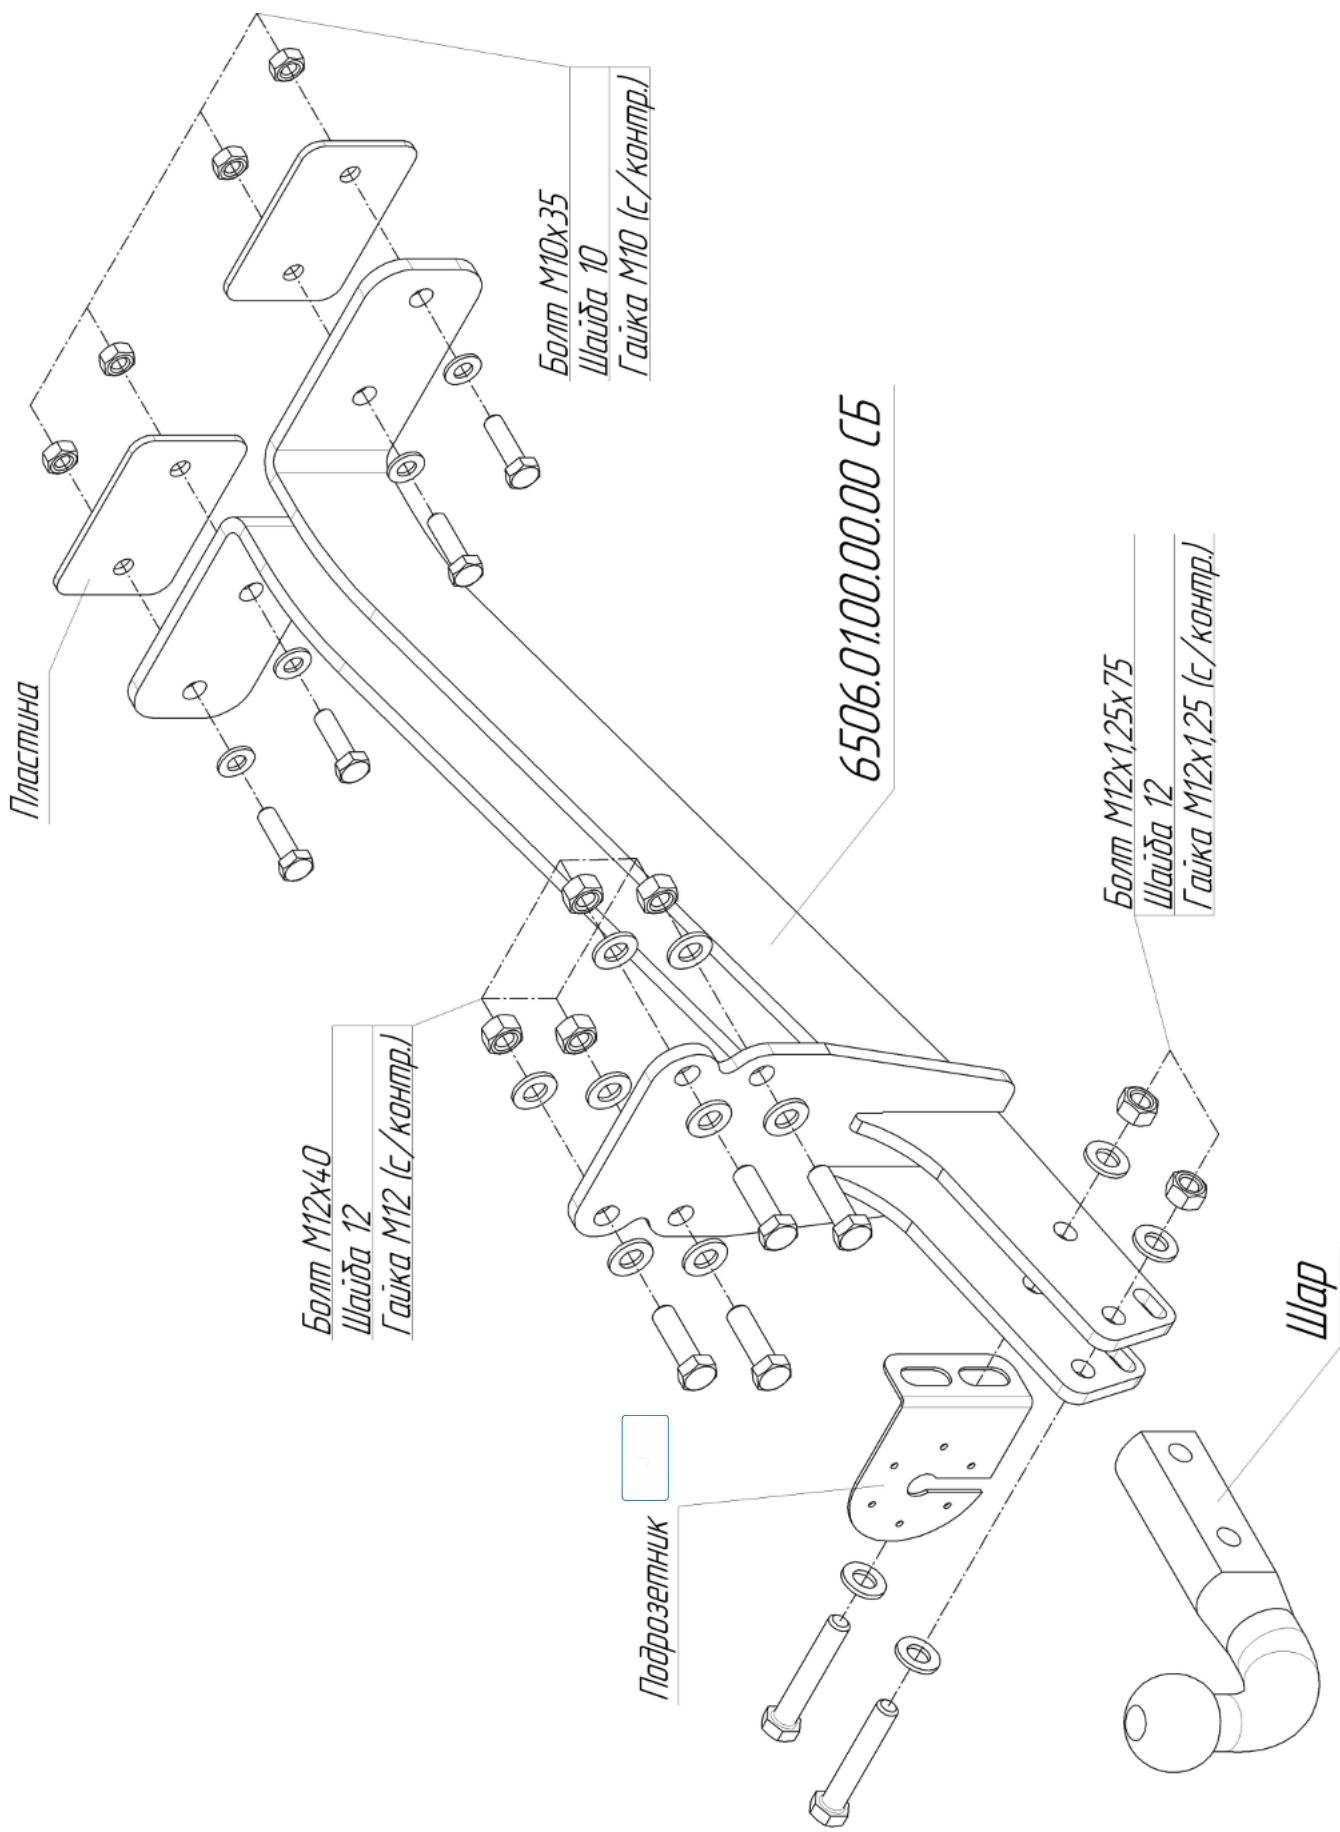 Пластина
Болт М10х35
Шайба 10
Гайка М10 (с/контр.)
Болт М12х40
Шайба 12
Гайка М12 (с/контр.)
6506.01.00.00.00 СБ
Болт М12х1,25х75
Шайба 12
Гайка М12х1,25 (с/контр.)
Подрозетник
Шар